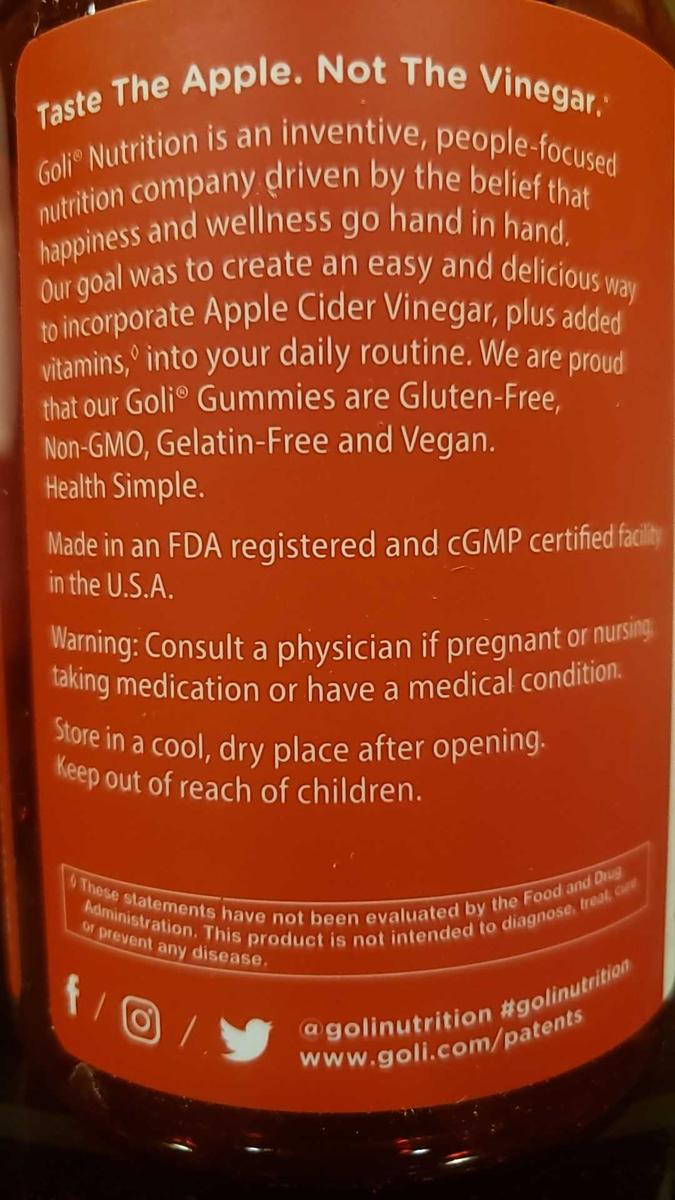 Taste The Apple. Not The Vinegar.◊
Goli® Nutrition is an inventive, people-focused
nutrition company driven by the belief that
happiness and wellness go hand in hand.
Our goal was to create an easy and delicious way
to incorporate Apple Cider Vinegar, plus added
vitamins,◊ into your daily routine. We are proud
that our Goli® Gummies are Gluten-Free,
Non-GMO, Gelatin-Free and Vegan.
Health Simple.
Made in an FDA registered and cGMP certified facility
in the U.S.A.
Warning: Consult a physician if pregnant or nursing,
taking medication or have a medical condition.
Store in a cool, dry place after opening.
Keep out of reach of children.
◊ These statements have not been evaluated by the Food and Drug
Administration. This product is not intended to diagnose, treat, cure
or prevent any disease.
f / / @golinutrition #golinutrition
www.goli.com/patents